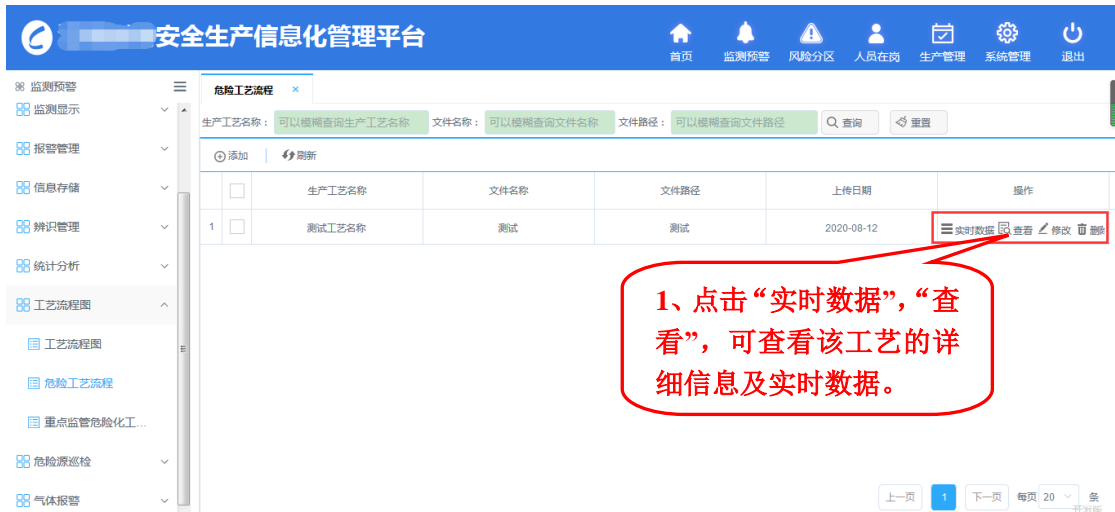 安全生产信息化管理平台
首页 监测预警 风险分区 人员在岗 生产管理 系统管理 退出
监测预警
危险工艺流程 ×
监测显示
生产工艺名称： 可以模糊查询生产工艺名称 文件名称： 可以模糊查询文件名称 文件路径： 可以模糊查询文件路径 查询 重置
报警管理
添加 刷新
信息存储
生产工艺名称 文件名称 文件路径 上传日期 操作
辨识管理
1 测试工艺名称 测试 测试 2020-08-12 实时数据 查看 修改 删除
统计分析
工艺流程图
工艺流程图
危险工艺流程
重点监管危险化工...
危险源巡检
气体报警
1、点击“实时数据”，“查
看”，可查看该工艺的详
细信息及实时数据。
上一页 1 下一页 每页 20 条
开发版